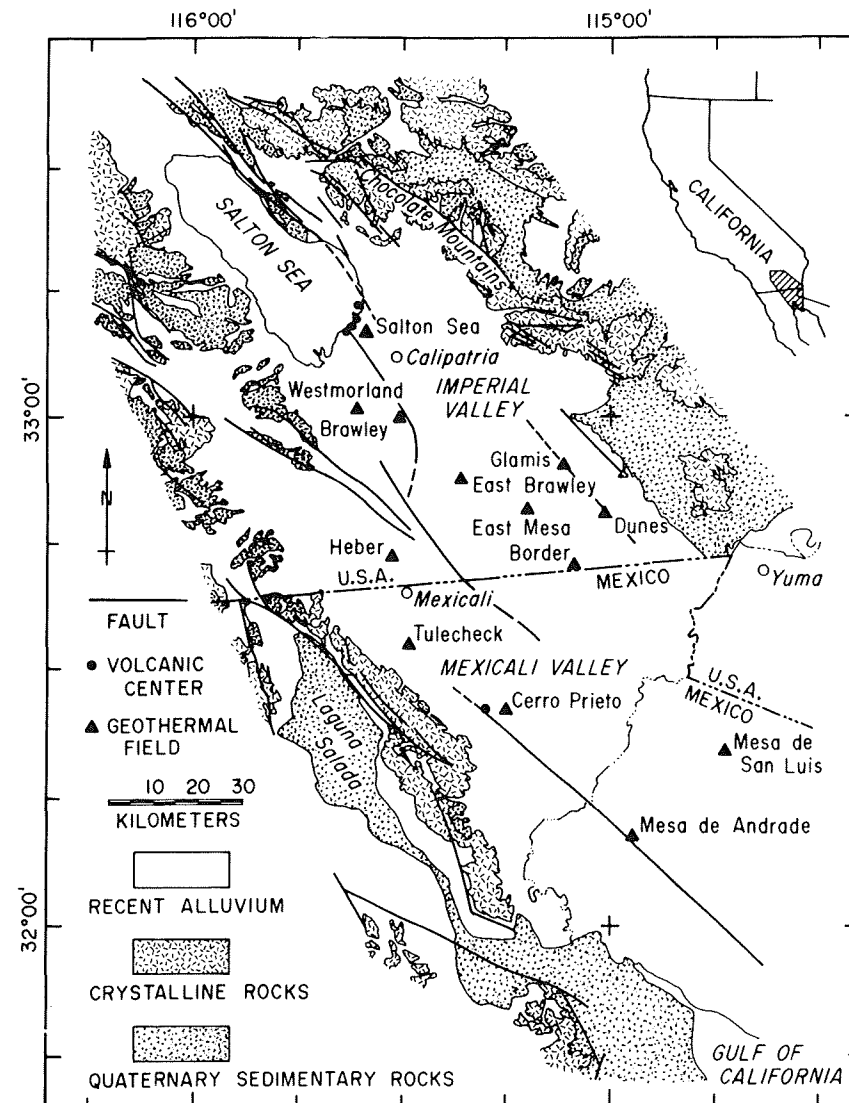 116°00'
115°00'
CALIFORNIA
Chocolate Mountains
SALTON SEA
Salton Sea
Calipatria
Westmorland
IMPERIAL
VALLEY
33°00'
Brawley
Glamis
East Brawley
N
East Mesa
Dunes
Border
Heber
U.S.A.
MEXICO
Yuma
Mexicali
FAULT
Tulecheck
VOLCANIC
CENTER
MEXICALI VALLEY
U.S.A.
MEXICO
Laguna
Salada
Cerro Prieto
GEOTHERMAL
FIELD
Mesa de
San Luis
10 20 30
KILOMETERS
Mesa de Andrade
RECENT ALLUVIUM
32°00'
CRYSTALLINE ROCKS
QUATERNARY SEDIMENTARY ROCKS
GULF OF
CALIFORNIA